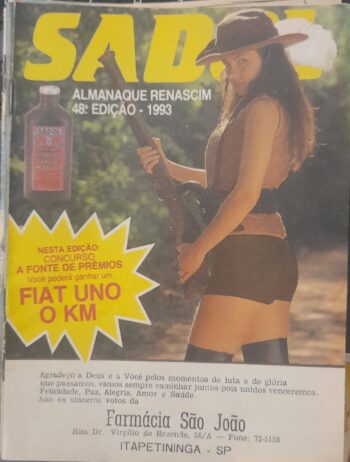 SADOL
ALMANAQUE RENASCIM
48ª EDIÇÃO - 1993
SADOL
NESTA EDIÇÃO:
CONCURSO
A FONTE DE PRÊMIOS
Você poderá ganhar um
FIAT UNO
O KM
Agradeço a Deus e a Você pelos momentos de luta e de glória
que passamos, vamos sempre caminhar juntos pois unidos venceremos.
Felicidade, Paz, Alegria, Amor e Saúde
São os sinceros votos da
Farmácia São João
Rua Dr. Virgílio de Rezende, 58/A — Fone: 72-5158
ITAPETININGA - SP